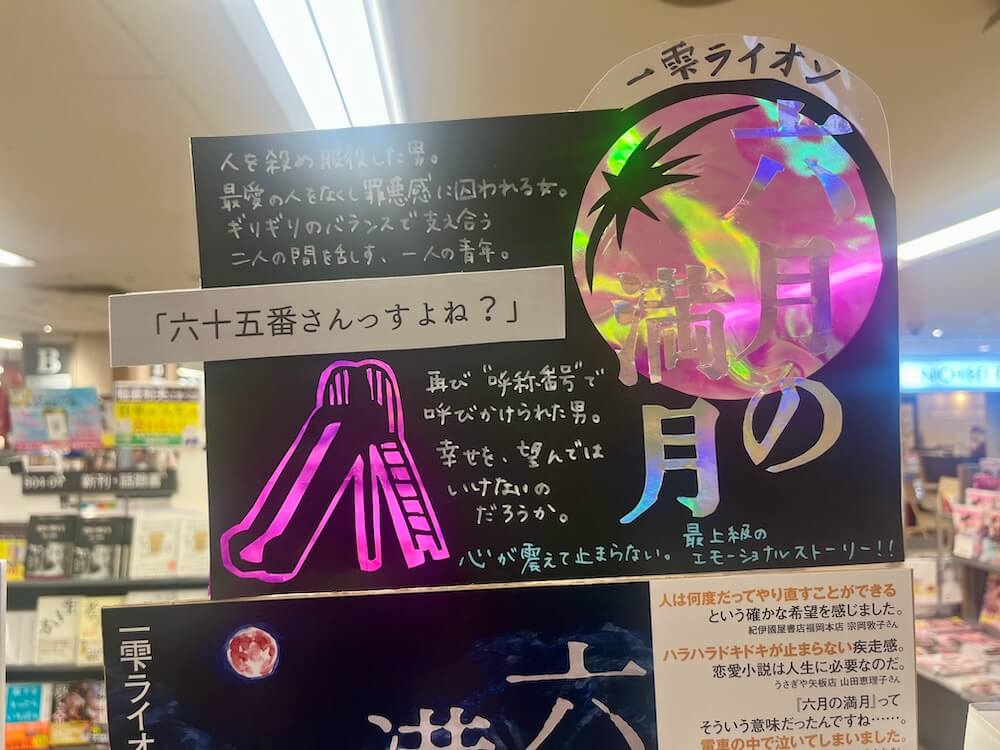 一雫ライオン
六月の
満月
人を殺め服役した男。
最愛の人をなくし罪悪感に囚われる女。
ギリギリのバランスで支え合う
二人の間を話しす、一人の青年。
「六十五番さんっすよね？」
再び“呼称番号”で
呼びかけられた男。
幸せを、望んでは
いけないの
だろうか。
心が震えて止まらない。
最上級の
エモーショナルストーリー!!
一雫ライオ
六
満
人は何度だってやり直すことができる
という確かな希望を感じました。
紀伊國屋書店福岡本店 宗岡敦子さん
ハラハラドキドキが止まらない疾走感。
恋愛小説は人生に必要なのだ。
うさぎや矢板店 山田恵理子さん
『六月の満月』って
そういう意味だったんですね……。
電車の中で泣いてしまいました。
B
新刊・話題書
NICHIBEI